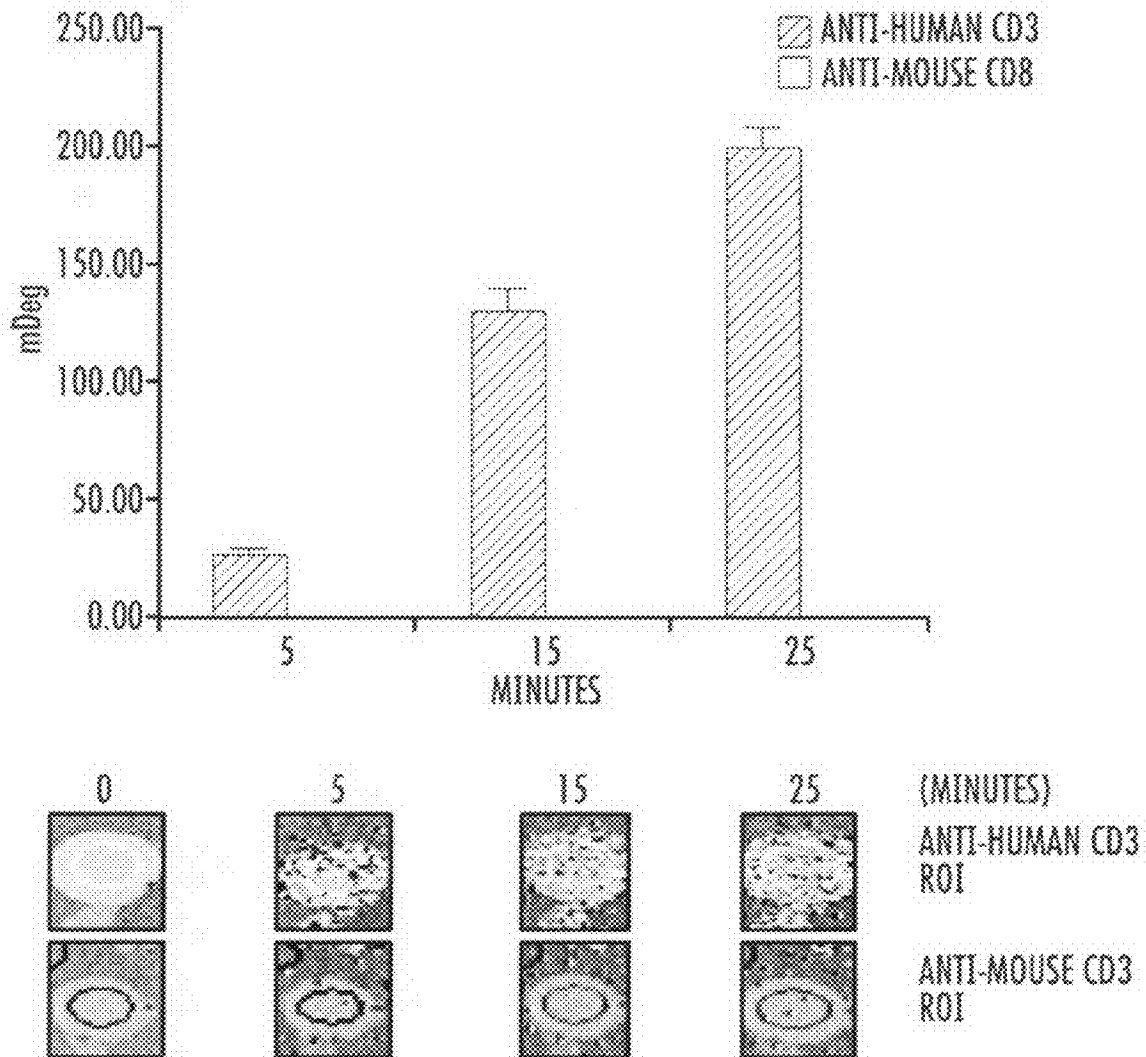 250.00
200.00
150.00
100.00
50.00
0.00
mDeg
ANTI-HUMAN CD3
ANTI-MOUSE CD8
5 15 25
MINUTES
0 5 15 25 (MINUTES)
ANTI-HUMAN CD3
ROI
ANTI-MOUSE CD3
ROI